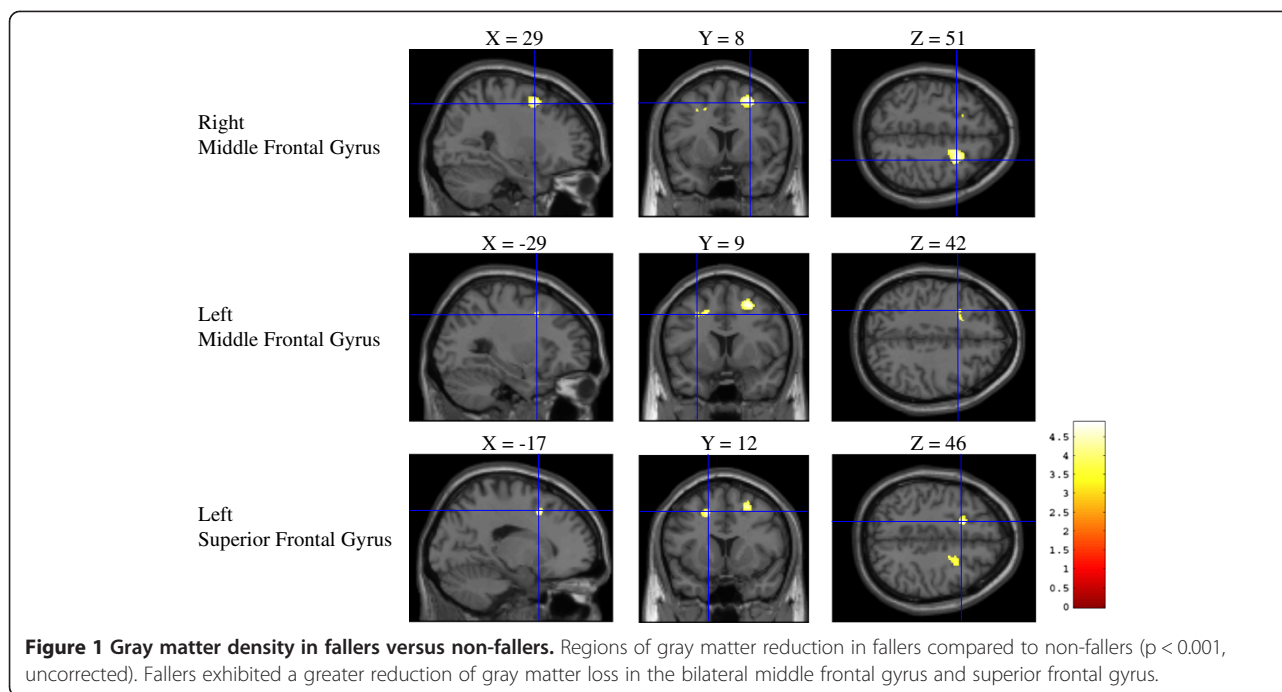 X = 29 Y = 8 Z = 51
Right
Middle Frontal Gyrus
X = -29 Y = 9 Z = 42
Left
Middle Frontal Gyrus
X = -17 Y = 12 Z = 46
Left
Superior Frontal Gyrus
4.5
4
3.5
3
2.5
2
1.5
1
0.5
0
Figure 1 Gray matter density in fallers versus non-fallers. Regions of gray matter reduction in fallers compared to non-fallers (p < 0.001,
uncorrected). Fallers exhibited a greater reduction of gray matter loss in the bilateral middle frontal gyrus and superior frontal gyrus.